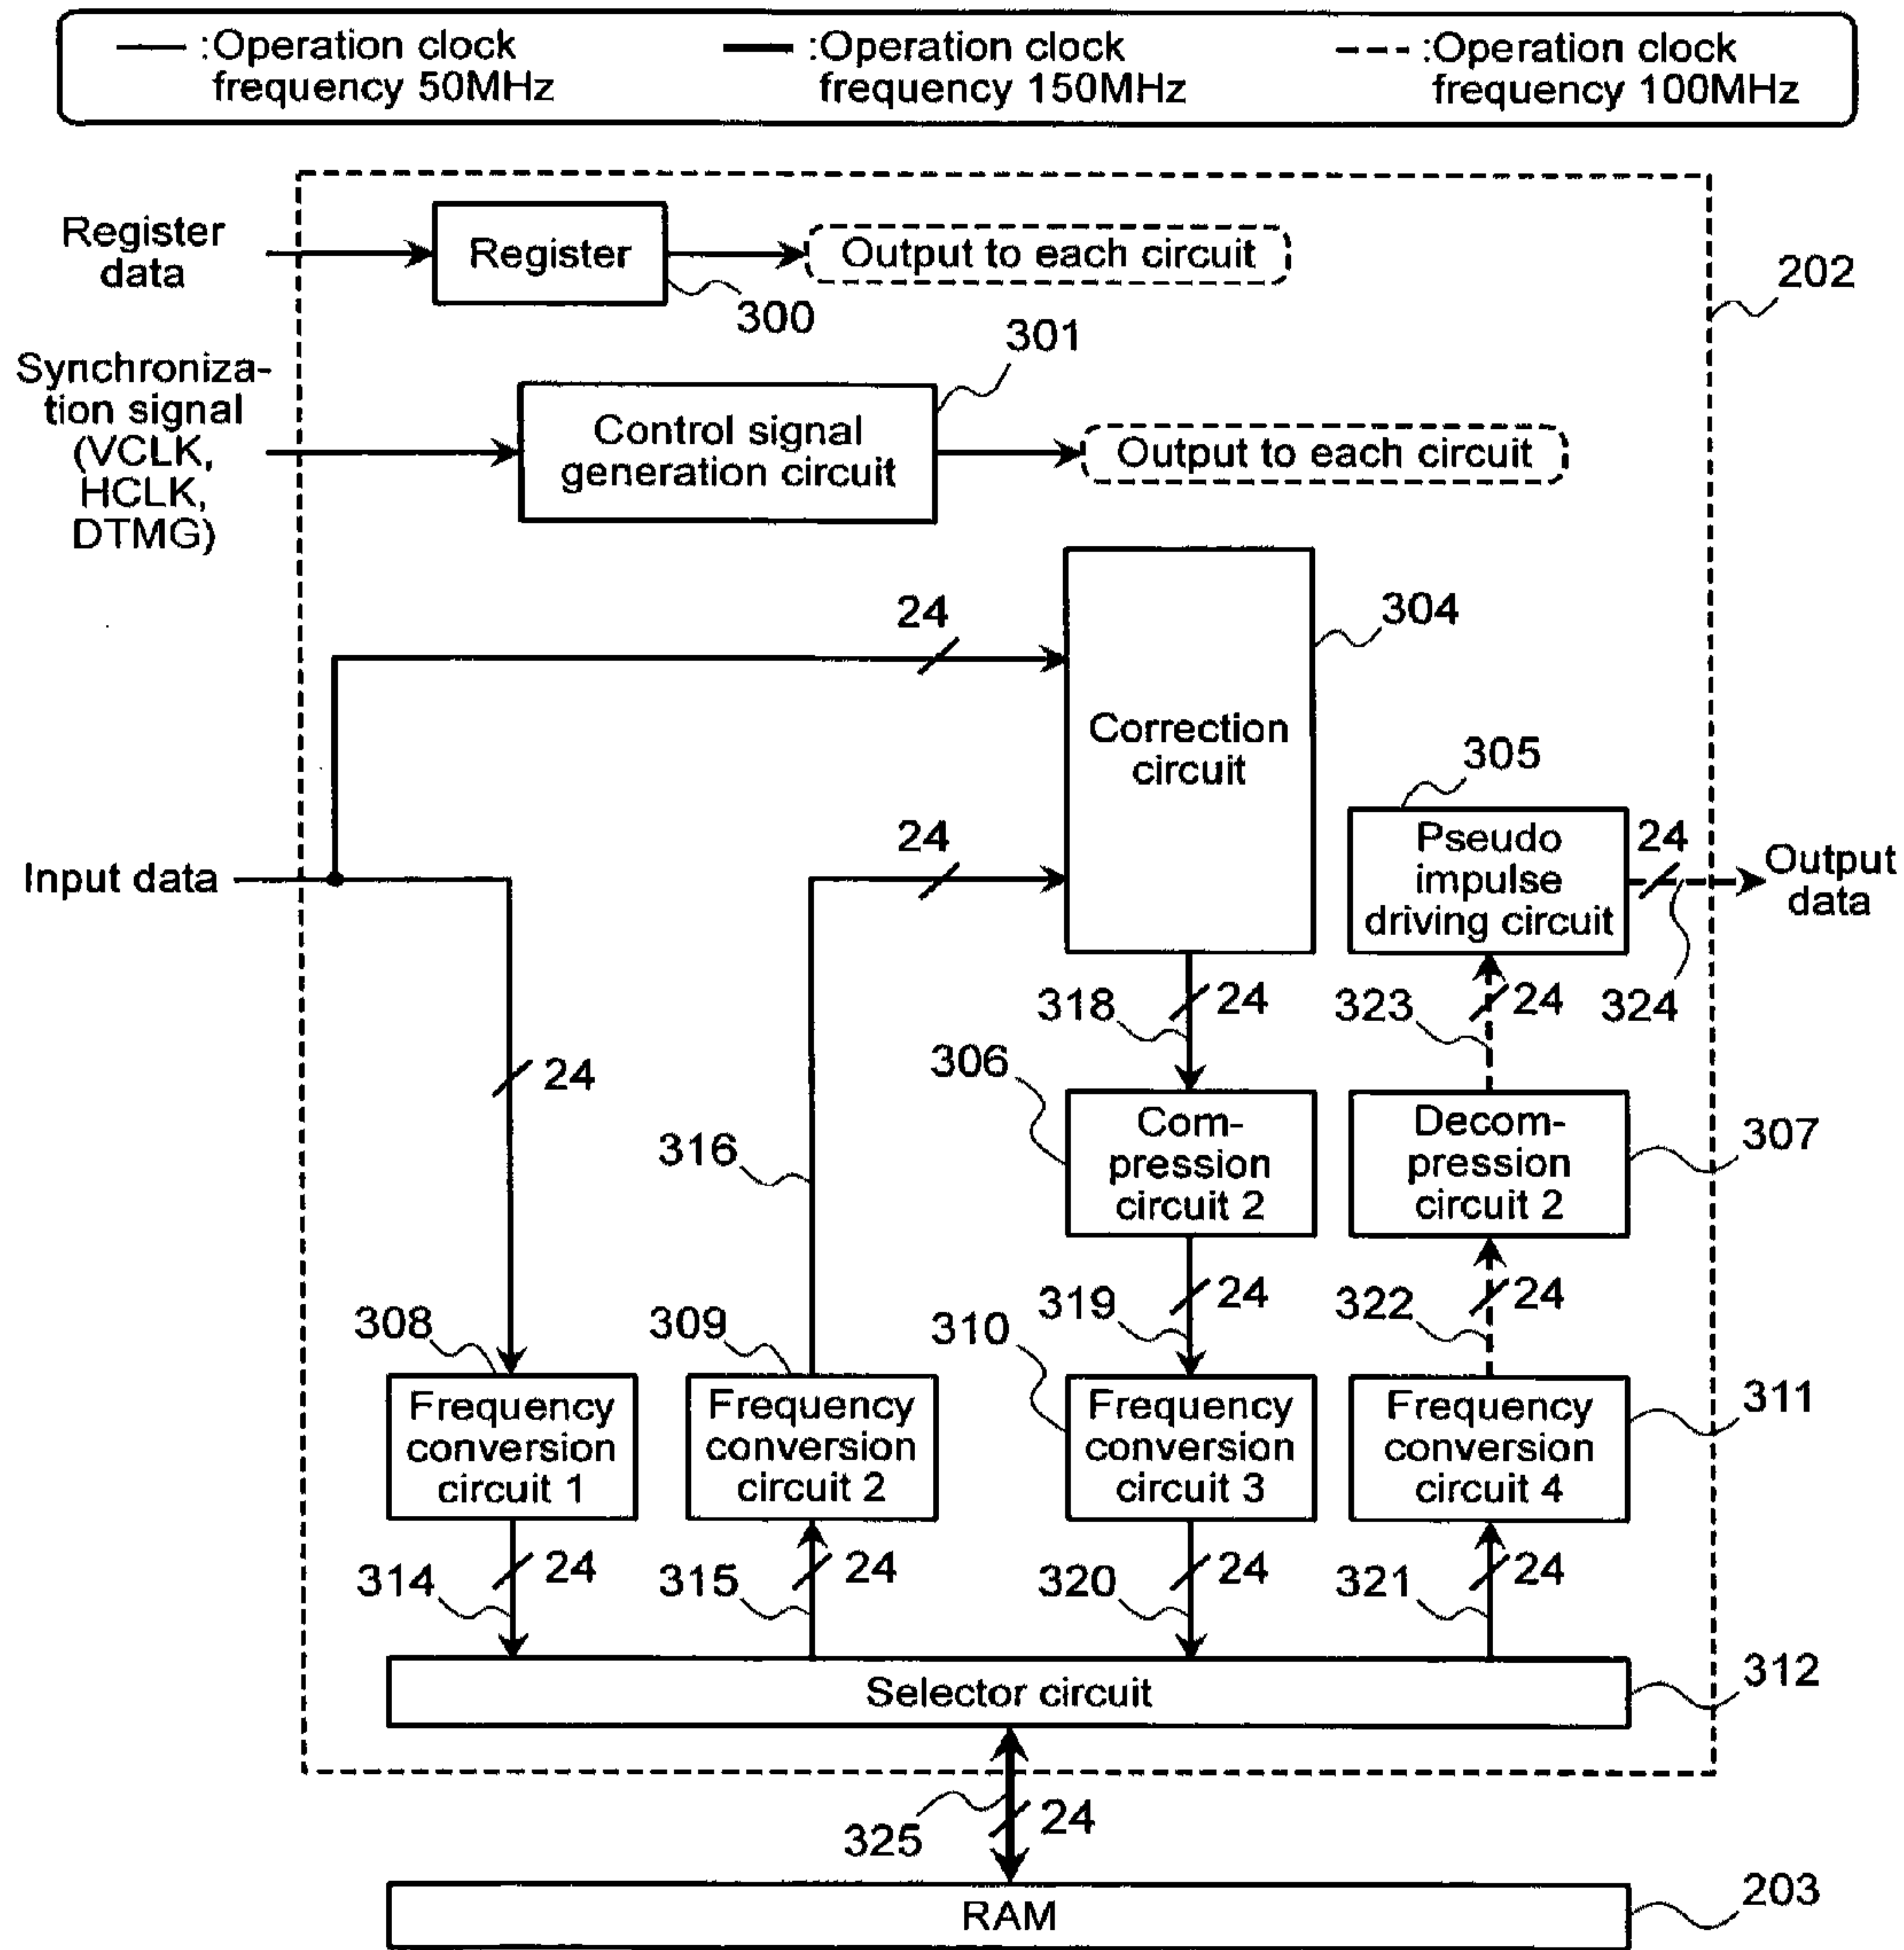 :Operation clock
frequency 50MHz
:Operation clock
frequency 150MHz
:Operation clock
frequency 100MHz
Register
data
Register
Output to each circuit
300
202
Synchroniza-
tion signal
(VCLK,
HCLK,
DTMG)
Control signal
generation circuit
301
Output to each circuit
24
304
Correction
circuit
305
24
Pseudo
impulse
driving circuit
24
Input data
Output
data
318
24
323
24
324
24
306
316
Com-
pression
circuit 2
Decom-
pression
circuit 2
307
319
24
322
24
308
309
310
Frequency
conversion
circuit 1
Frequency
conversion
circuit 2
Frequency
conversion
circuit 3
Frequency
conversion
circuit 4
311
314
24
315
24
320
24
321
24
Selector circuit
312
325
24
RAM
203